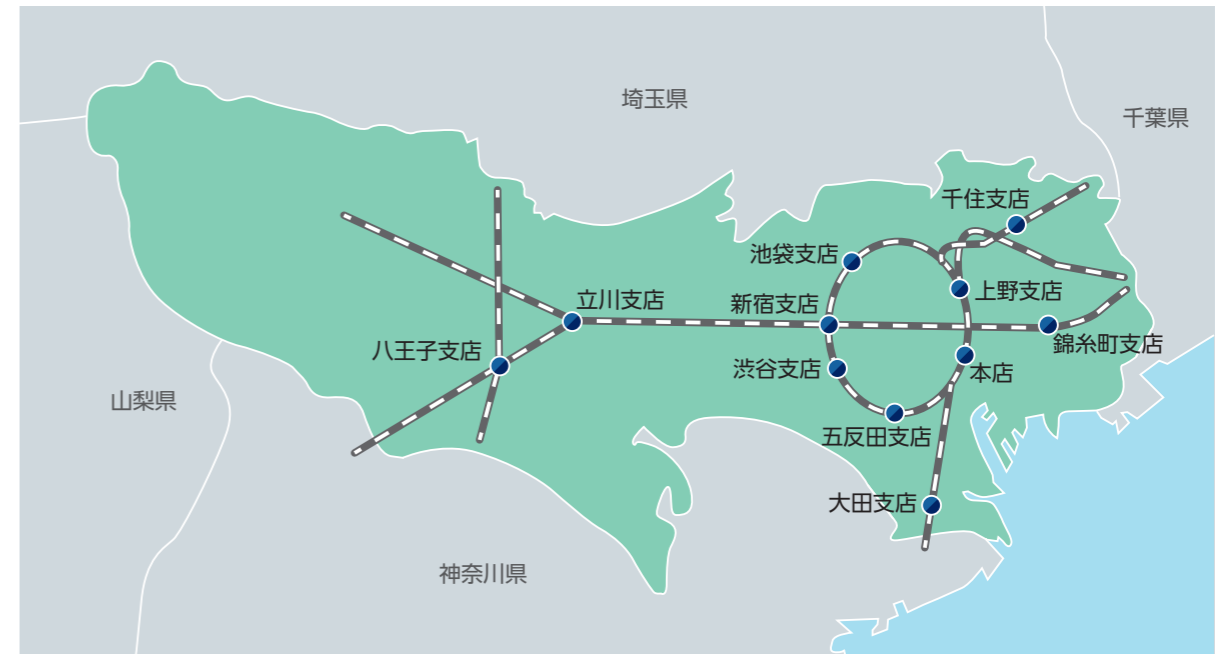 埼玉県
千葉県
千住支店
池袋支店
上野支店
立川支店
新宿支店
錦糸町支店
八王子支店
渋谷支店
本店
山梨県
五反田支店
大田支店
神奈川県